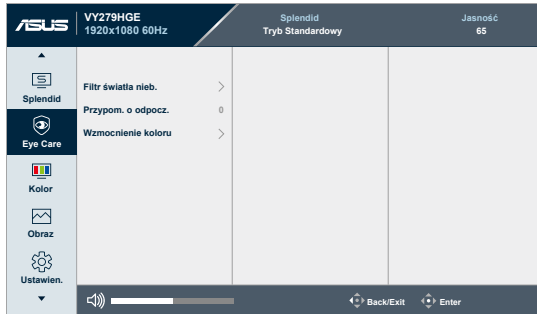 ASUS
VY279HGE
1920x1080 60Hz
Splendid
Tryb Standardowy
Jasność
65
Splendid
Eye Care
Kolor
Obraz
Ustawien.
Filtr światła nieb.
Przypom. o odpocz. 0
Wzmocnienie koloru
Back/Exit
Enter